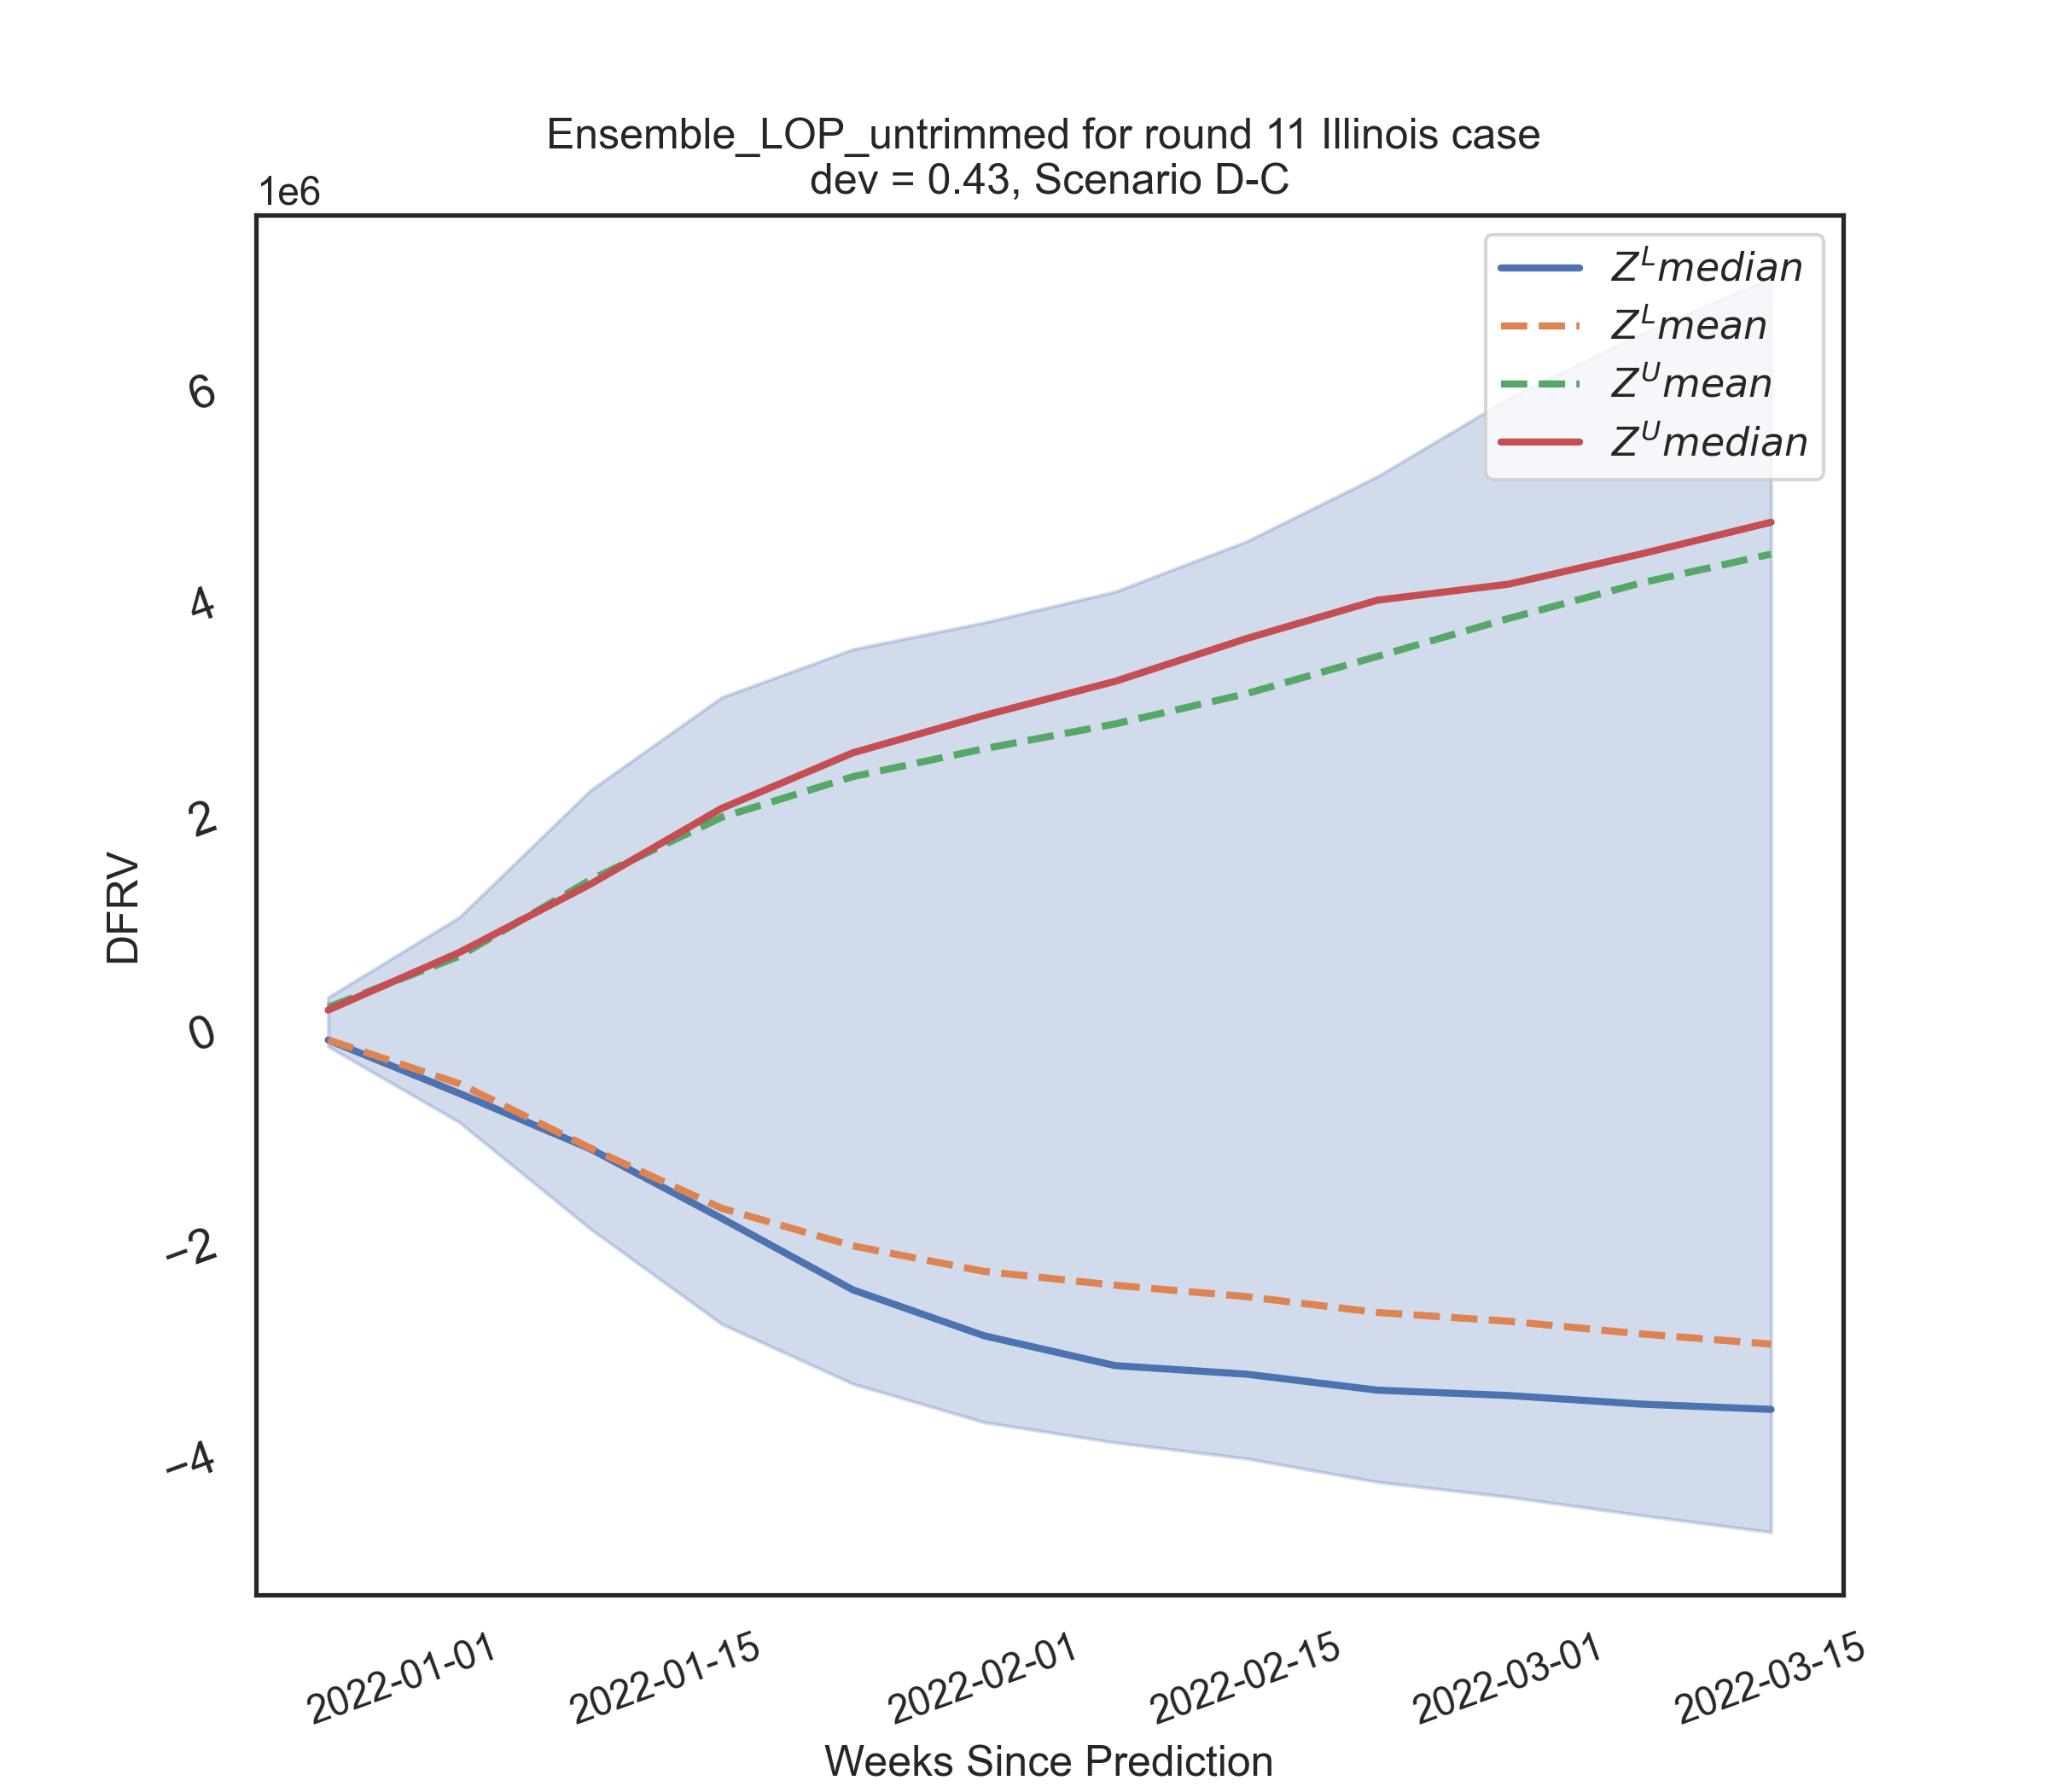 Ensemble_LOP_untrimmed for round 11 Illinois case
dev = 0.43, Scenario D-C
1e6
Z^L median
Z^L mean
Z^U mean
Z^U median
6
4
2
0
−2
−4
DFRV
2022-01-01
2022-01-15
2022-02-01
2022-02-15
2022-03-01
2022-03-15
Weeks Since Prediction